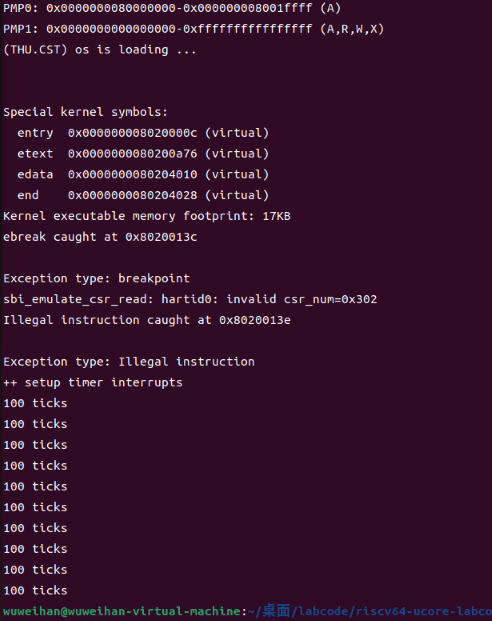 PMP0: 0x0000000080000000-0x000000008001ffff (A)
PMP1: 0x0000000000000000-0xffffffffffffffff (A,R,W,X)
(THU.CST) os is loading ...
Special kernel symbols:
  entry  0x000000008020000c (virtual)
  etext  0x0000000080200a76 (virtual)
  edata  0x0000000080204010 (virtual)
  end    0x0000000080204028 (virtual)
Kernel executable memory footprint: 17KB
ebreak caught at 0x8020013c
Exception type: breakpoint
sbi_emulate_csr_read: hartid0: invalid csr_num=0x302
Illegal instruction caught at 0x8020013e
Exception type: Illegal instruction
++ setup timer interrupts
100 ticks
100 ticks
100 ticks
100 ticks
100 ticks
100 ticks
100 ticks
100 ticks
100 ticks
100 ticks
wuweihan@wuweihan-virtual-machine:~/桌面/labcode/riscv64-ucore-labco